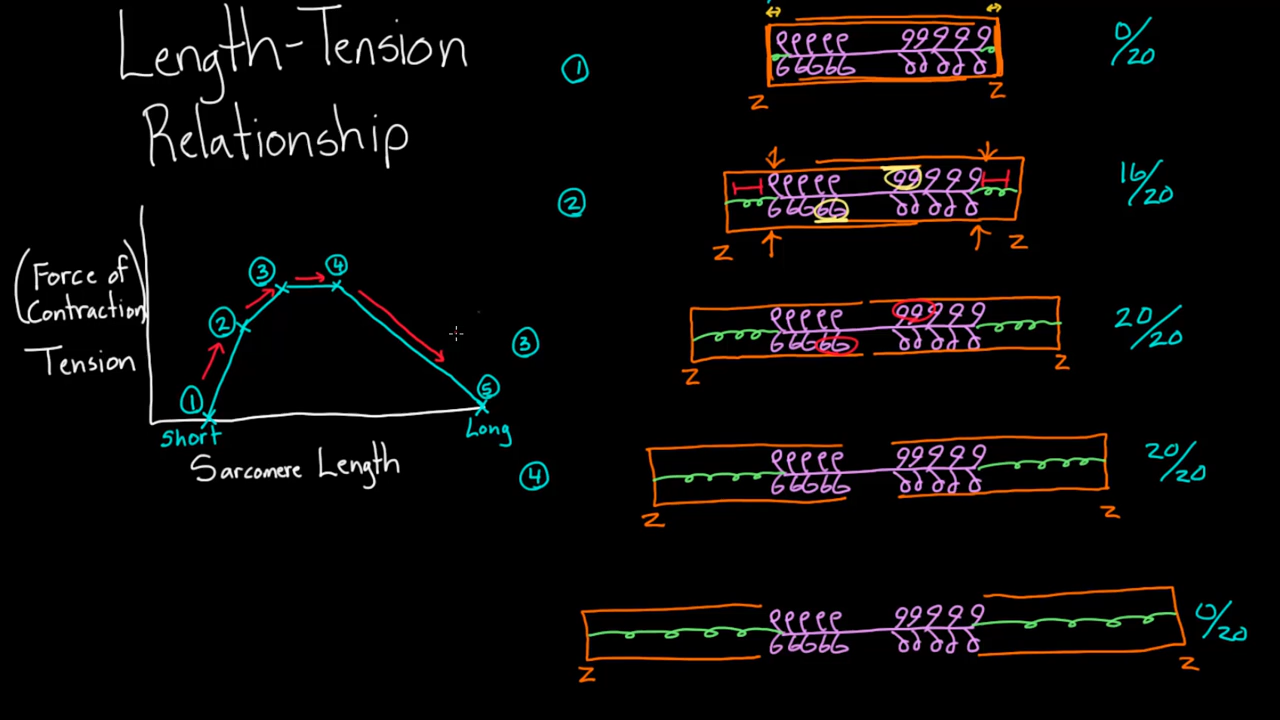 Length-Tension
Relationship
(Force of
Contraction)
Tension
1
2
3
4
5
Short
Long
Sarcomere Length
1
Z
Z
0/20
2
Z
Z
16/20
3
Z
Z
20/20
4
Z
Z
20/20
Z
Z
0/20